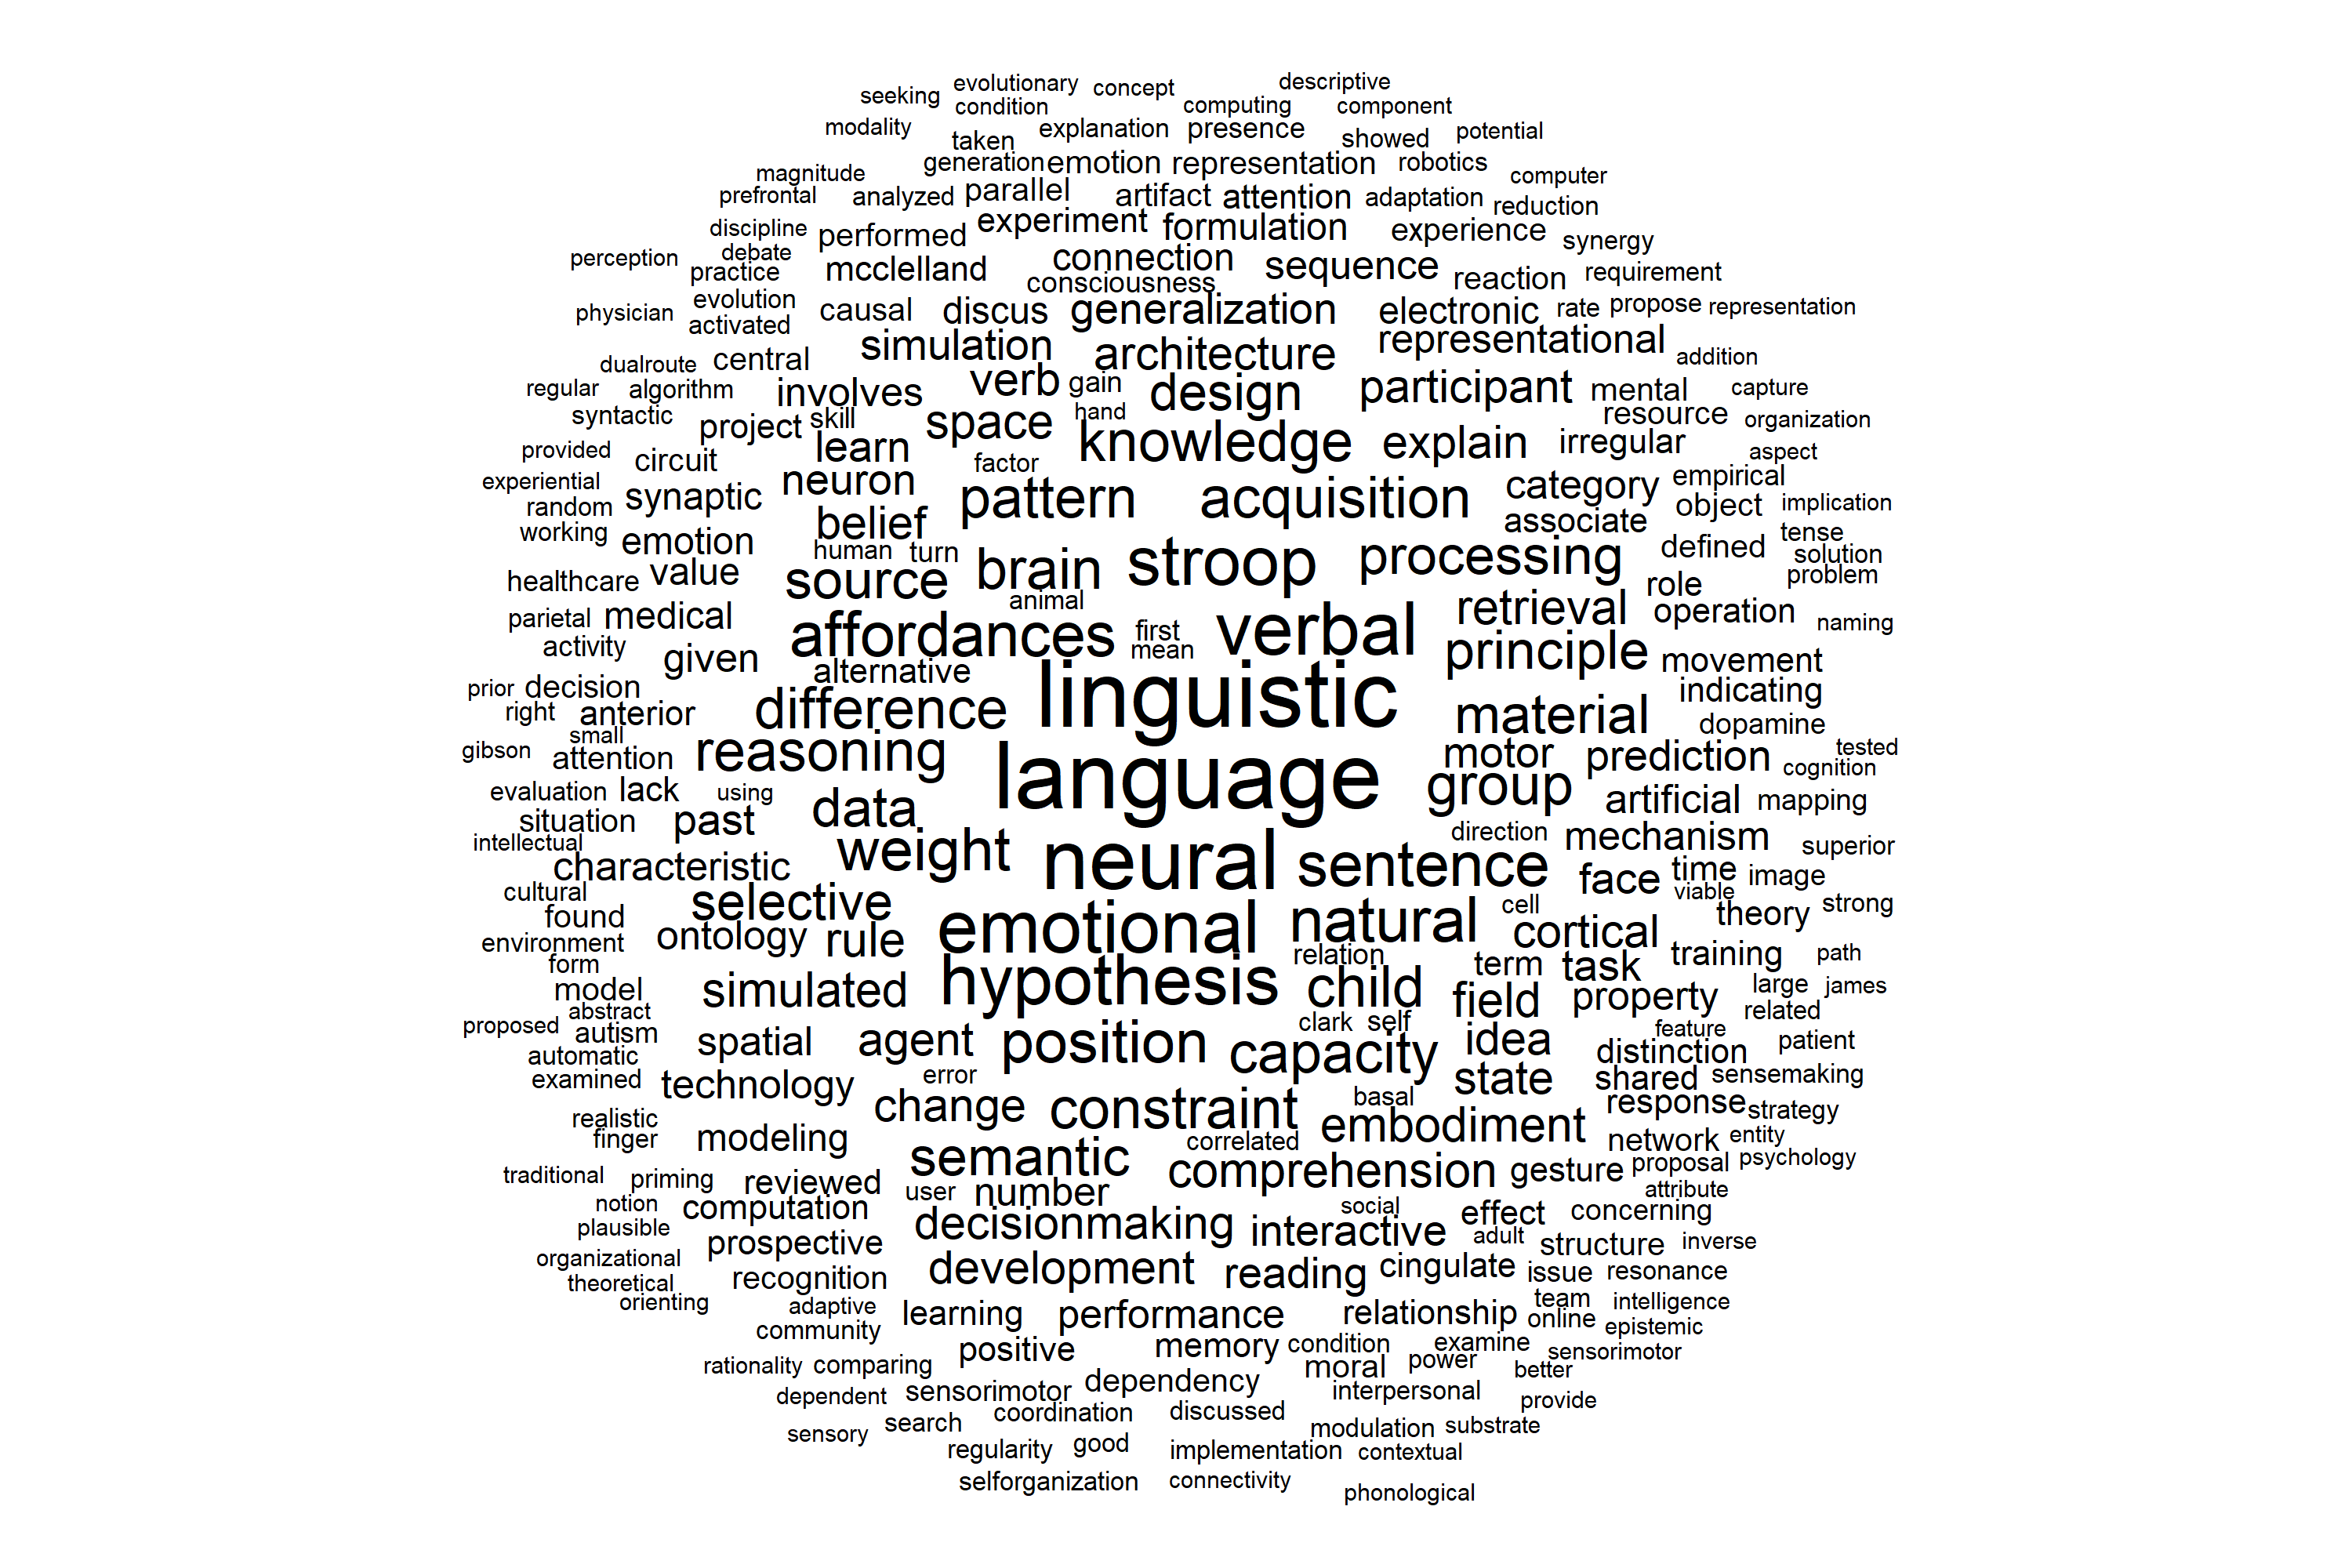 seeking evolutionary concept descriptive
condition computing component
modality taken explanation presence showed potential
generation emotion representation robotics
magnitude computer
prefrontal analyzed parallel artifact attention adaptation reduction
discipline performed experiment formulation experience synergy
perception debate
practice mcclelland connection sequence reaction requirement
consciousness
evolution causal discus generalization electronic rate propose representation
physician activated
simulation architecture representational
dualroute central addition
regular algorithm involves verb gain design participant mental capture
syntactic project skill space hand resource organization
provided learn knowledge explain irregular aspect
circuit factor
experiential neuron category empirical
random synaptic pattern acquisition object implication
working belief associate tense
emotion human turn brain stroop processing defined solution
healthcare value source role problem
animal
parietal medical affordances first verbal retrieval operation naming
activity given mean principle movement
alternative
prior decision difference linguistic indicating
right anterior material dopamine
small
gibson attention reasoning motor prediction tested
language cognition
evaluation lack using data group artificial mapping
situation past
intellectual weight direction mechanism superior
characteristic neural sentence face time image
cultural selective viable
found cell theory strong
environment ontology rule emotional natural cortical
form relation term task training path
model simulated hypothesis child field property large james
abstract related
proposed autism clark self feature
automatic spatial agent position capacity idea distinction patient
examined technology error state shared sensemaking
realistic change constraint basal response strategy
finger modeling correlated embodiment network entity
traditional priming reviewed semantic comprehension gesture proposal psychology
user number attribute
notion computation social
plausible decisionmaking interactive effect concerning
organizational prospective adult structure inverse
theoretical recognition development reading cingulate issue resonance
orienting adaptive learning performance relationship team intelligence
community online epistemic
positive memory condition examine sensorimotor
rationality comparing moral power better
dependent sensorimotor dependency interpersonal provide
sensory search coordination discussed modulation substrate
regularity good implementation contextual
selforganization connectivity phonological